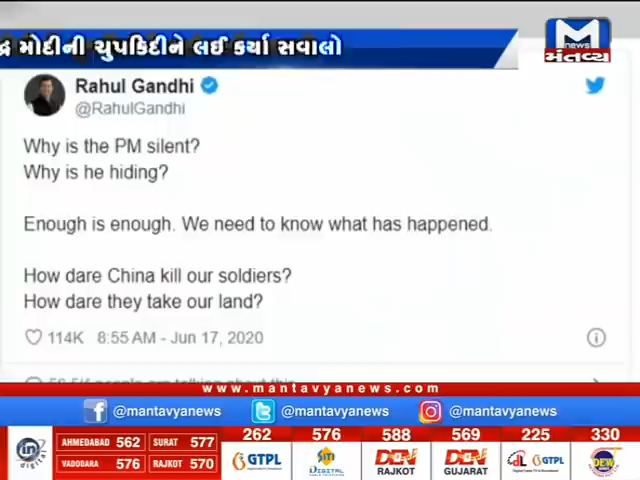 દ્ર મોદીની ચુપકિદીને લઈ કર્યા સવાલો
M
news
મંતવ્ય
Rahul Gandhi
@RahulGandhi
Why is the PM silent?
Why is he hiding?
Enough is enough. We need to know what has happened.
How dare China kill our soldiers?
How dare they take our land?
114K 8:55 AM - Jun 17, 2020
www.mantavyanews.com
@mantavyanews @mantavyanews @mantavyanews
in digital
AHMEDABAD 562 SURAT 577
VADODARA 576 RAJKOT 570
262 576 588 569 225 330
GTPL SITI DIGITAL DEN RAJKOT DEN GUJARAT GTPL DEW